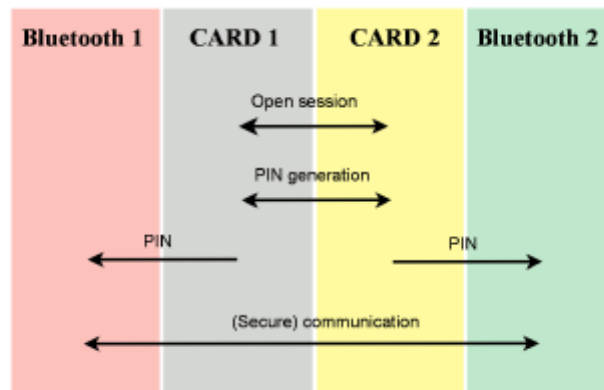 Bluetooth 1 CARD 1 CARD 2 Bluetooth 2
Open session
PIN generation
PIN PIN
(Secure) communication